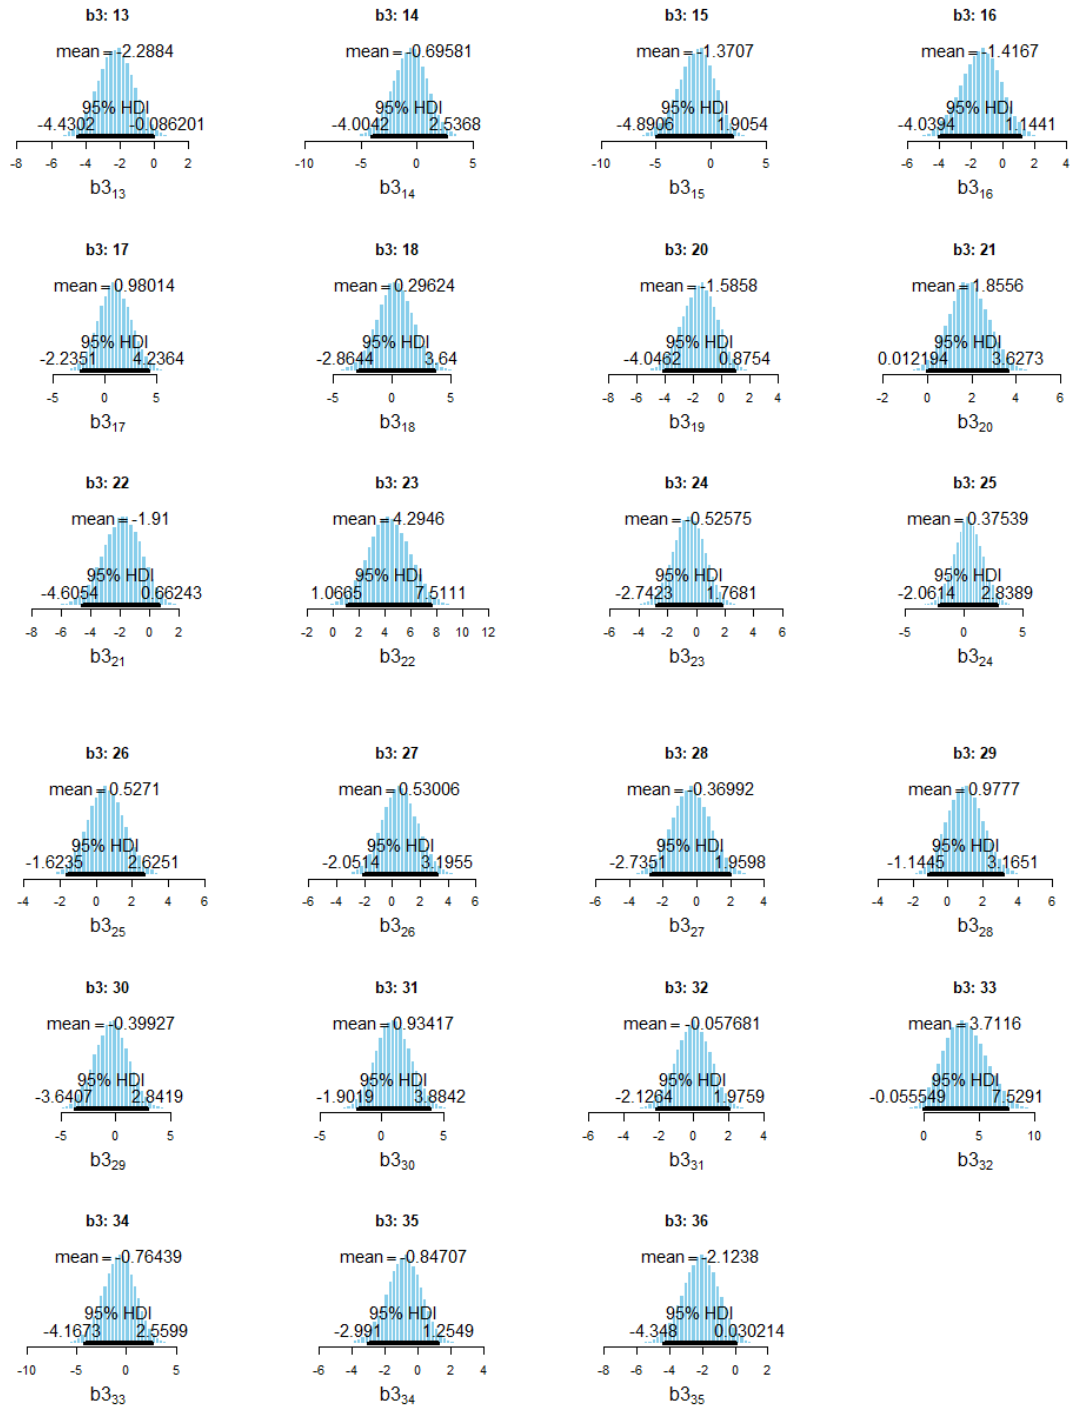 b3: 13 b3: 14 b3: 15 b3: 16
mean = -2.2884 mean = -0.69581 mean = -1.3707 mean = -1.4167
95% HDI 95% HDI 95% HDI 95% HDI
-4.4302 -0.086201 -4.0042 2.5368 -4.8906 1.9054 -4.0394 1.1441
-8 -6 -4 -2 0 2 -10 -5 0 5 -10 -5 0 5 -6 -4 -2 0 2 4
b3₁₃ b3₁₄ b3₁₅ b3₁₆
b3: 17 b3: 18 b3: 20 b3: 21
mean = 0.98014 mean = 0.29624 mean = -1.5858 mean = 1.8556
95% HDI 95% HDI 95% HDI 95% HDI
-2.2351 4.2364 -2.8644 3.64 -4.0462 0.8754 0.012194 3.6273
-5 0 5 -5 0 5 -8 -6 -4 -2 0 2 4 -2 0 2 4 6
b3₁₇ b3₁₈ b3₁₉ b3₂₀
b3: 22 b3: 23 b3: 24 b3: 25
mean = -1.91 mean = 4.2946 mean = -0.52575 mean = 0.37539
95% HDI 95% HDI 95% HDI 95% HDI
-4.6054 0.66243 1.0665 7.5111 -2.7423 1.7681 -2.0614 2.8389
-8 -6 -4 -2 0 2 -2 0 2 4 6 8 10 12 -6 -4 -2 0 2 4 6 -5 0 5
b3₂₁ b3₂₂ b3₂₃ b3₂₄
b3: 26 b3: 27 b3: 28 b3: 29
mean = 0.5271 mean = 0.53006 mean = -0.36992 mean = 0.9777
95% HDI 95% HDI 95% HDI 95% HDI
-1.6235 2.6251 -2.0514 3.1955 -2.7351 1.9598 -1.1445 3.1651
-4 -2 0 2 4 6 -6 -4 -2 0 2 4 6 -6 -4 -2 0 2 4 -4 -2 0 2 4 6
b3₂₅ b3₂₆ b3₂₇ b3₂₈
b3: 30 b3: 31 b3: 32 b3: 33
mean = -0.39927 mean = 0.93417 mean = -0.057681 mean = 3.7116
95% HDI 95% HDI 95% HDI 95% HDI
-3.6407 2.8419 -1.9019 3.8842 -2.1264 1.9759 -0.055549 7.5291
-5 0 5 -5 0 5 -6 -4 -2 0 2 4 0 5 10
b3₂₉ b3₃₀ b3₃₁ b3₃₂
b3: 34 b3: 35 b3: 36
mean = -0.76439 mean = -0.84707 mean = -2.1238
95% HDI 95% HDI 95% HDI
-4.1673 2.5599 -2.991 1.2549 -4.348 0.030214
-10 -5 0 5 -6 -4 -2 0 2 4 -8 -6 -4 -2 0 2
b3₃₃ b3₃₄ b3₃₅